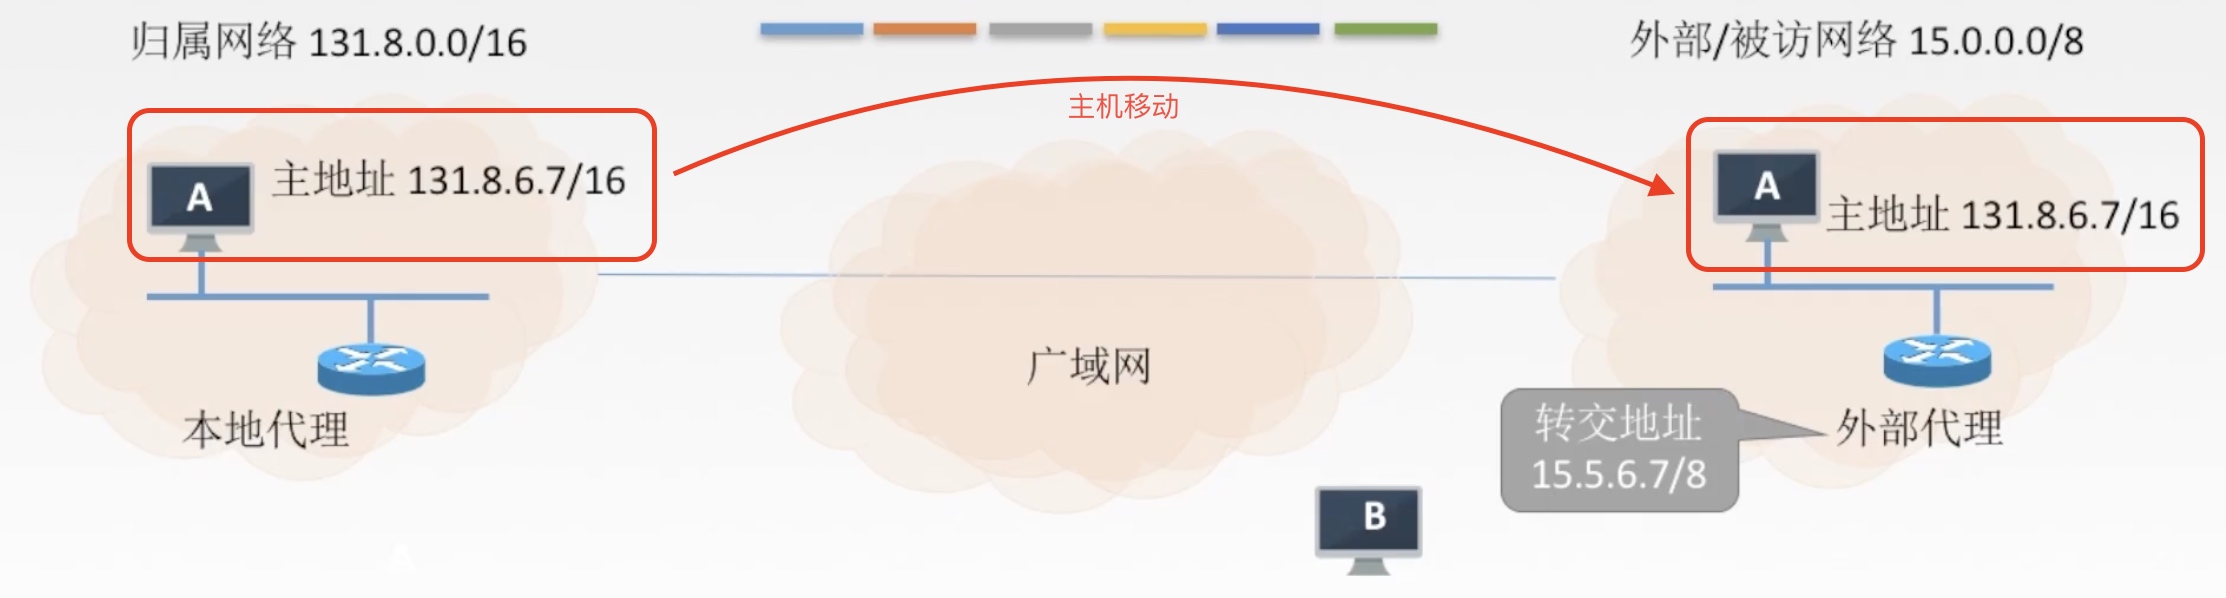 归属网络 131.8.0.0/16
外部/被访网络 15.0.0.0/8
主机移动
A
主地址 131.8.6.7/16
A
主地址 131.8.6.7/16
广域网
本地代理
转交地址
15.5.6.7/8
外部代理
B
A